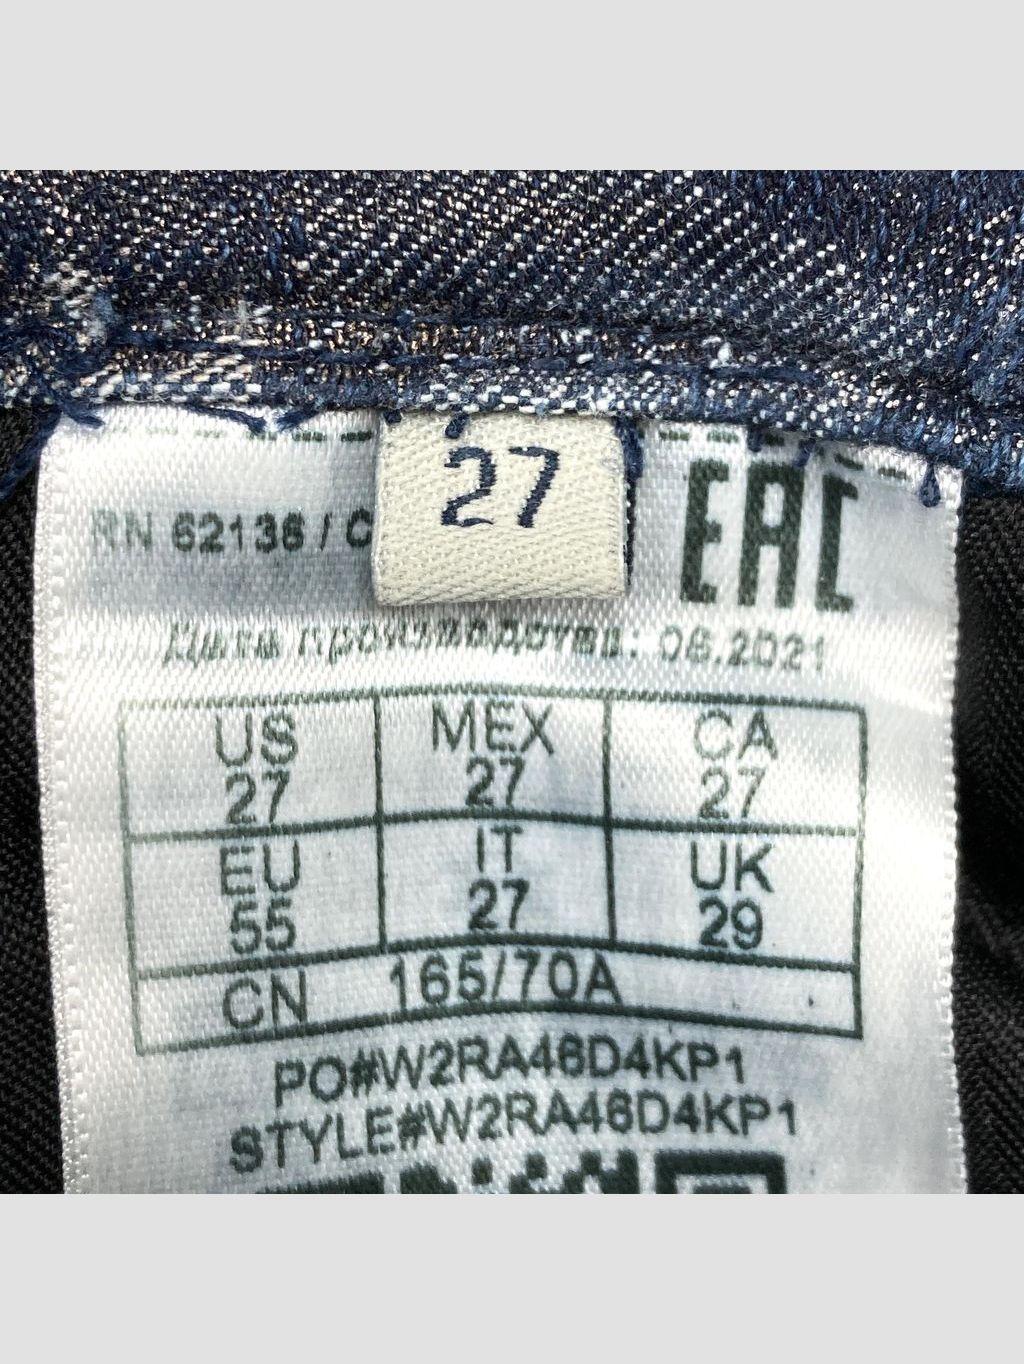 27
RN 62136 / C
EAC
Дата производства: 06.2021
US MEX CA
27 27 27
EU IT UK
55 27 29
CN 165/70A
PO#W2RA46D4KP1
STYLE#W2RA46D4KP1